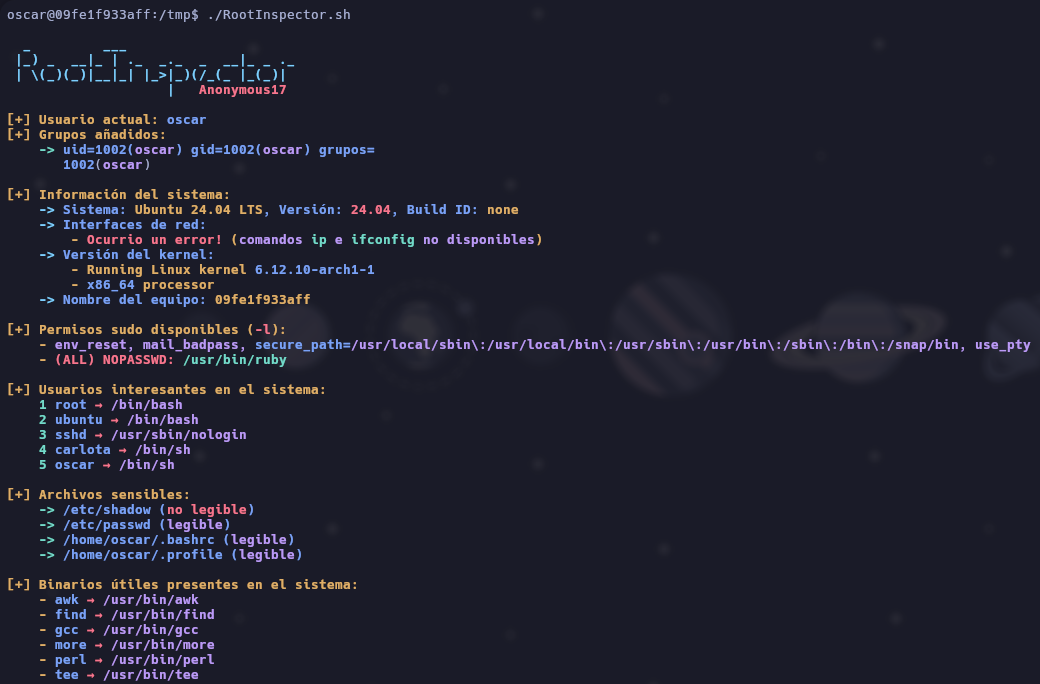 oscar@09fe1f933aff:/tmp$ ./RootInspector.sh
Anonymous17
[+] Usuario actual: oscar
[+] Grupos añadidos:
-> uid=1002(oscar) gid=1002(oscar) grupos=
1002(oscar)
[+] Información del sistema:
-> Sistema: Ubuntu 24.04 LTS, Versión: 24.04, Build ID: none
-> Interfaces de red:
- Ocurrio un error! (comandos ip e ifconfig no disponibles)
-> Versión del kernel:
- Running Linux kernel 6.12.10-arch1-1
- x86_64 processor
-> Nombre del equipo: 09fe1f933aff
[+] Permisos sudo disponibles (-l):
- env_reset, mail_badpass, secure_path=/usr/local/sbin\:/usr/local/bin\:/usr/sbin\:/usr/bin\:/sbin\:/bin\:/snap/bin, use_pty
- (ALL) NOPASSWD: /usr/bin/ruby
[+] Usuarios interesantes en el sistema:
1 root → /bin/bash
2 ubuntu → /bin/bash
3 sshd → /usr/sbin/nologin
4 carlota → /bin/sh
5 oscar → /bin/sh
[+] Archivos sensibles:
-> /etc/shadow (no legible)
-> /etc/passwd (legible)
-> /home/oscar/.bashrc (legible)
-> /home/oscar/.profile (legible)
[+] Binarios útiles presentes en el sistema:
- awk → /usr/bin/awk
- find → /usr/bin/find
- gcc → /usr/bin/gcc
- more → /usr/bin/more
- perl → /usr/bin/perl
- tee → /usr/bin/tee